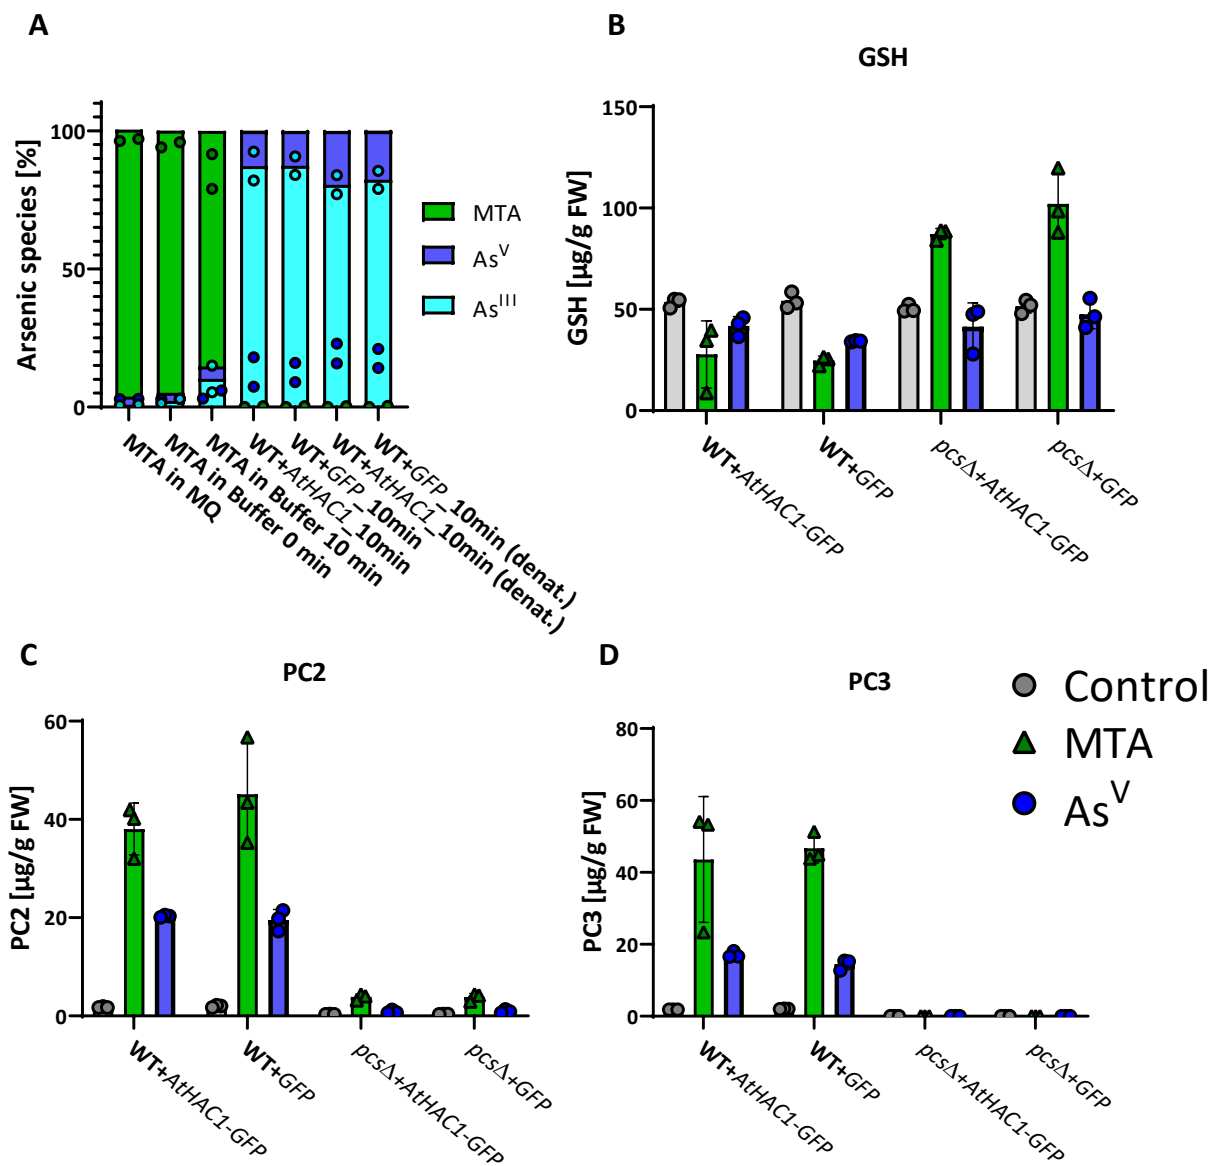 A
Arsenic species [%]
100
50
0
MTA in MQ
MTA in Buffer 0 min
MTA in Buffer 10 min
WT+AtHAC1_10min
WT+GFP_10min
WT+AtHAC1_10min (denat.)
WT+GFP_10min (denat.)
MTA
As^V
As^III
B
GSH
GSH [µg/g FW]
150
100
50
0
WT+AtHAC1-GFP
WT+GFP
pcsΔ+AtHAC1-GFP
pcsΔ+GFP
C
PC2
PC2 [µg/g FW]
60
40
20
0
WT+AtHAC1-GFP
WT+GFP
pcsΔ+AtHAC1-GFP
pcsΔ+GFP
D
PC3
PC3 [µg/g FW]
80
60
40
20
0
WT+AtHAC1-GFP
WT+GFP
pcsΔ+AtHAC1-GFP
pcsΔ+GFP
Control
MTA
As^V